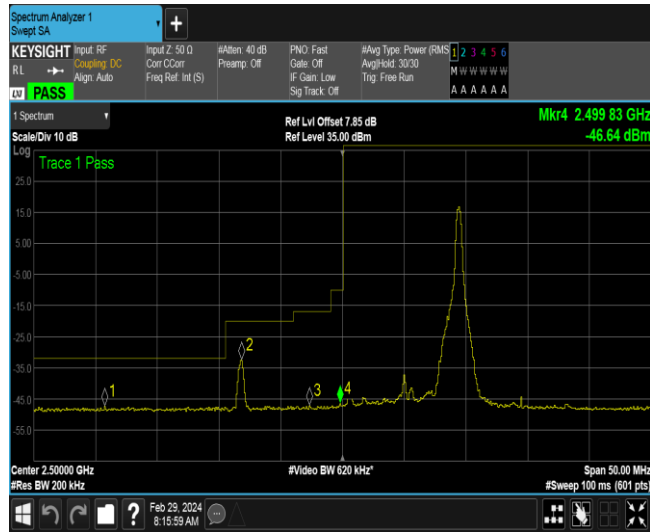 Spectrum Analyzer 1
Swept SA
KEYSIGHT
RL
LXI PASS
Input: RF
Coupling: DC
Align: Auto
Input Z: 50 Ω
Corr CCorr
Freq Ref: Int (S)
#Atten: 40 dB
Preamp: Off
PNO: Fast
Gate: Off
IF Gain: Low
Sig Track: Off
#Avg Type: Power (RMS
Avg|Hold: 30/30
Trig: Free Run
1 2 3 4 5 6
M W W W W W
A A A A A A
1 Spectrum
Scale/Div 10 dB
Ref Lvl Offset 7.85 dB
Ref Level 35.00 dBm
Mkr4 2.499 83 GHz
-46.64 dBm
Log
Trace 1 Pass
25.0
15.0
5.00
-5.00
-15.0
-25.0
-35.0
-45.0
-55.0
1
2
3
4
Center 2.50000 GHz
#Res BW 200 kHz
#Video BW 620 kHz*
Span 50.00 MHz
#Sweep 100 ms (601 pts)
?
Feb 29, 2024
8:15:59 AM